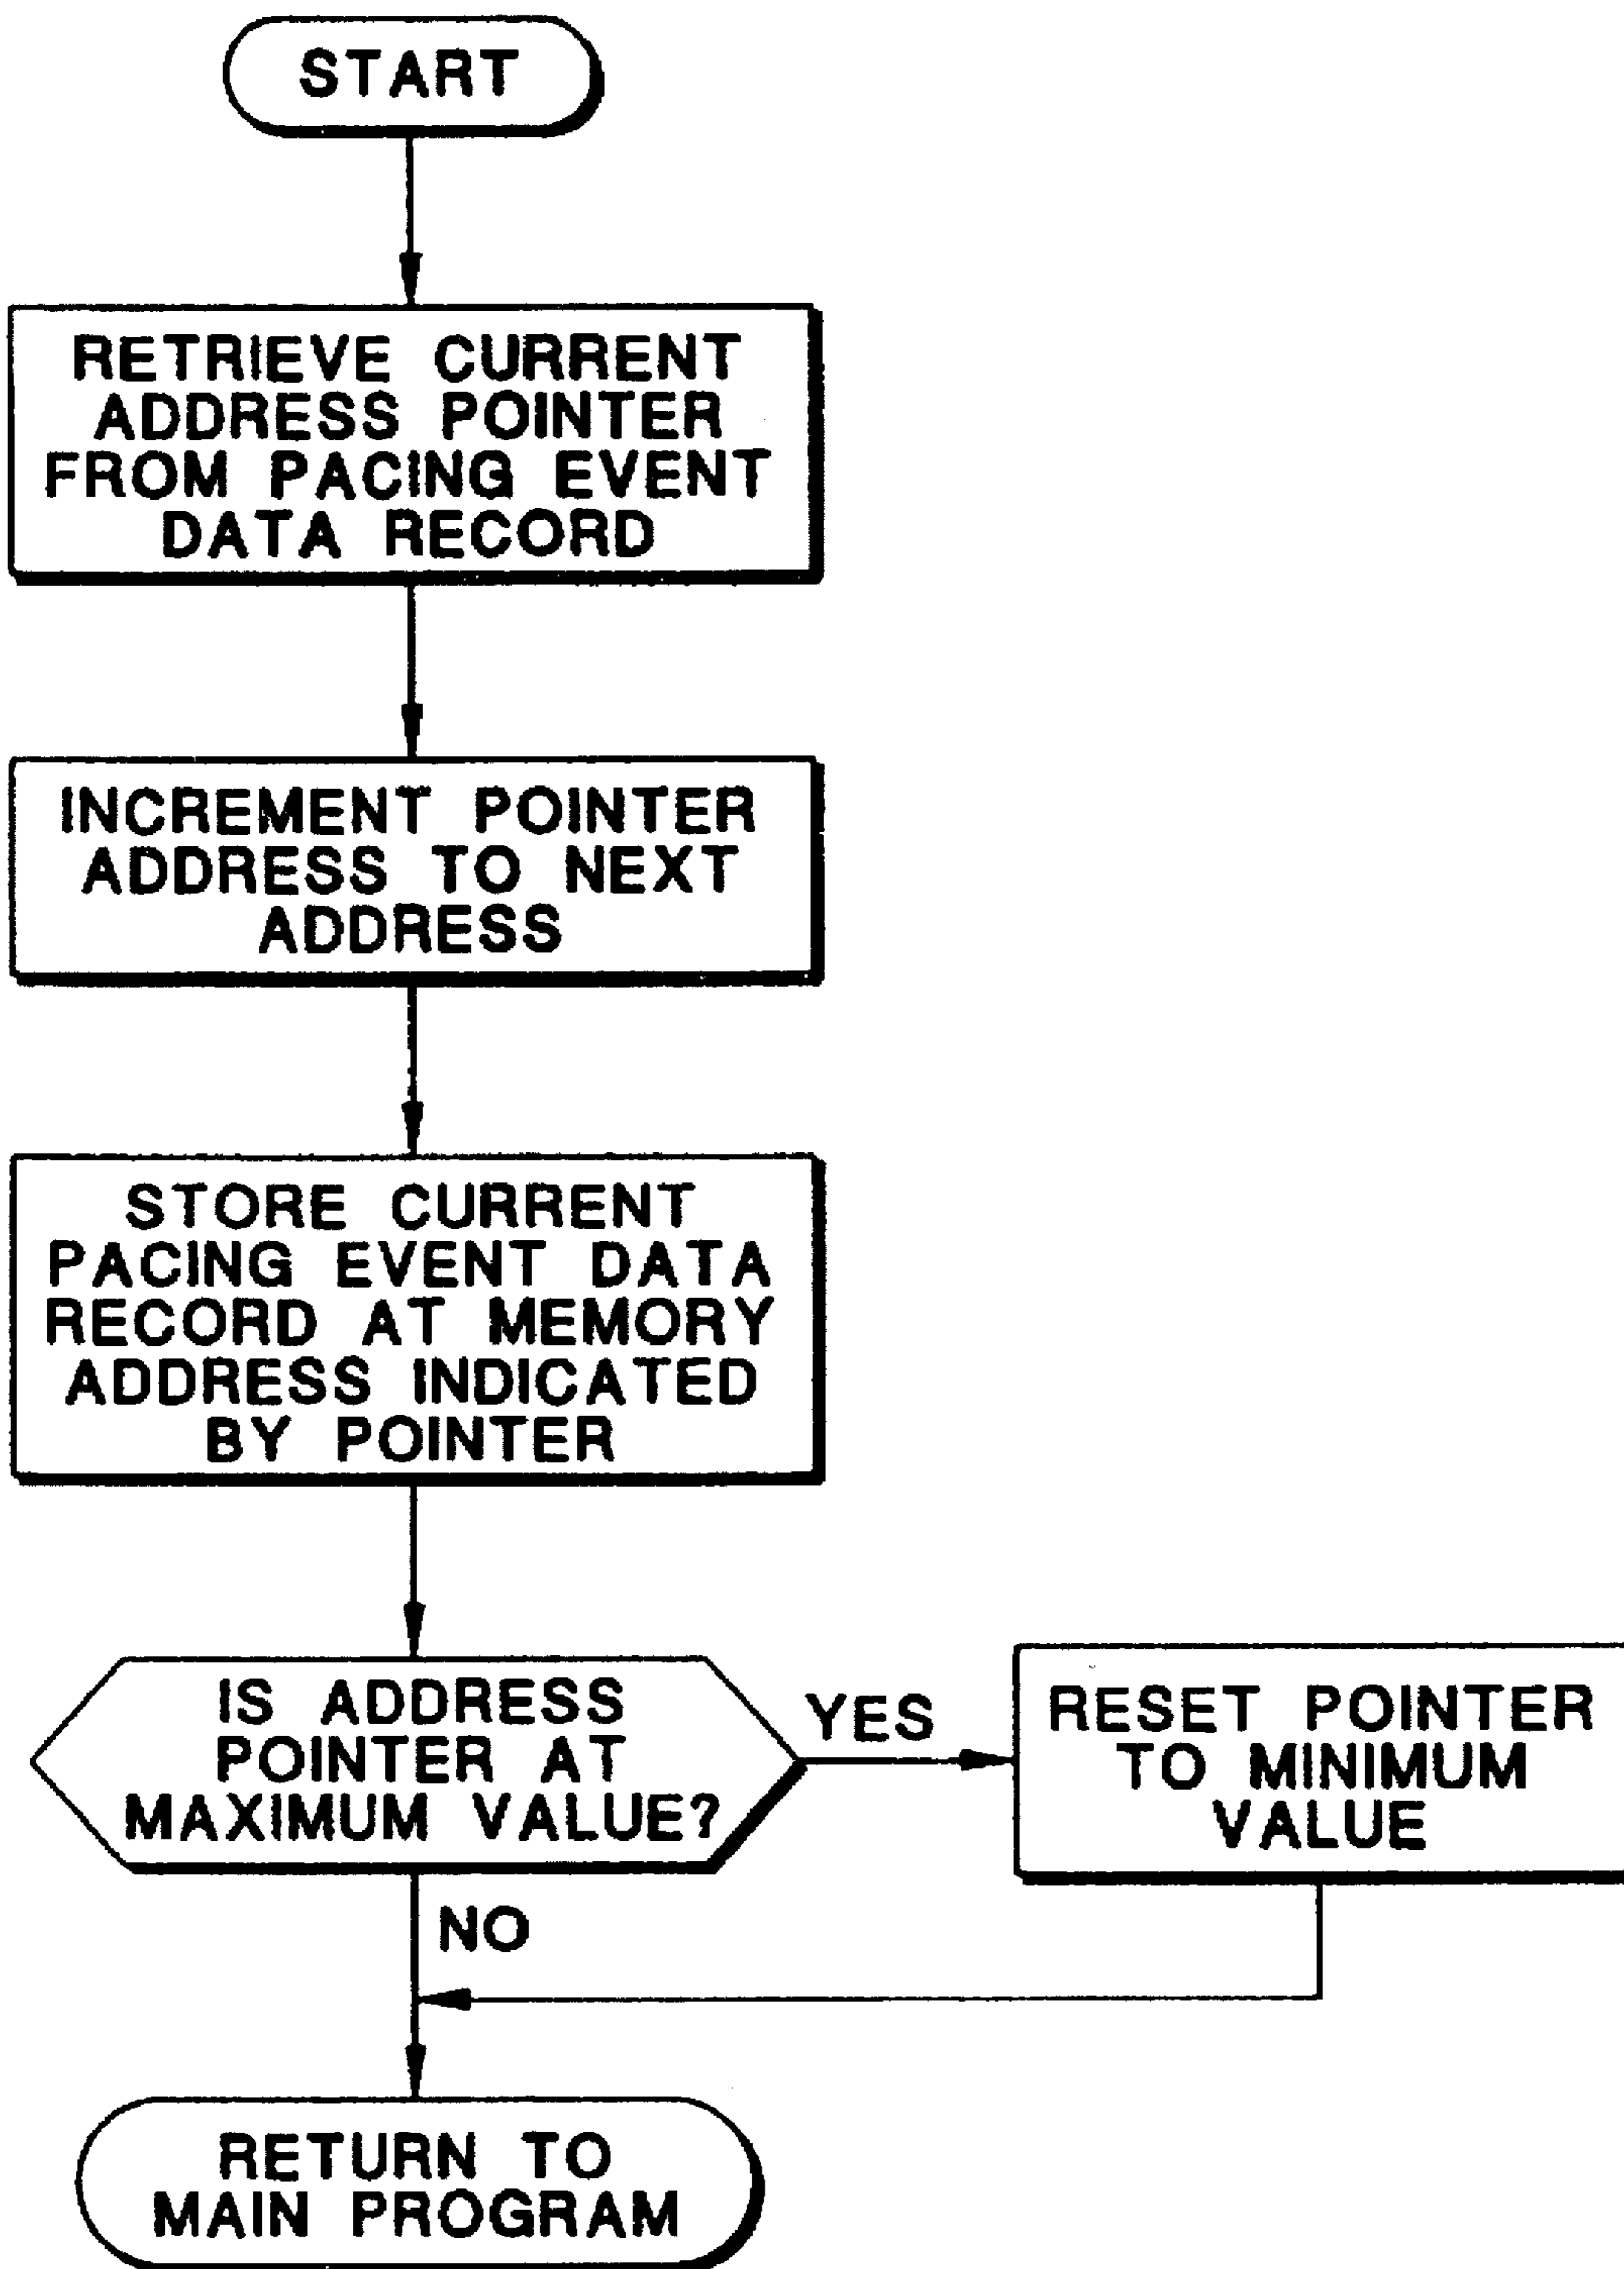 START
RETRIEVE CURRENT
ADDRESS POINTER
FROM PACING EVENT
DATA RECORD
INCREMENT POINTER
ADDRESS TO NEXT
ADDRESS
STORE CURRENT
PACING EVENT DATA
RECORD AT MEMORY
ADDRESS INDICATED
BY POINTER
IS ADDRESS
POINTER AT
MAXIMUM VALUE?
YES
RESET POINTER
TO MINIMUM
VALUE
NO
RETURN TO
MAIN PROGRAM